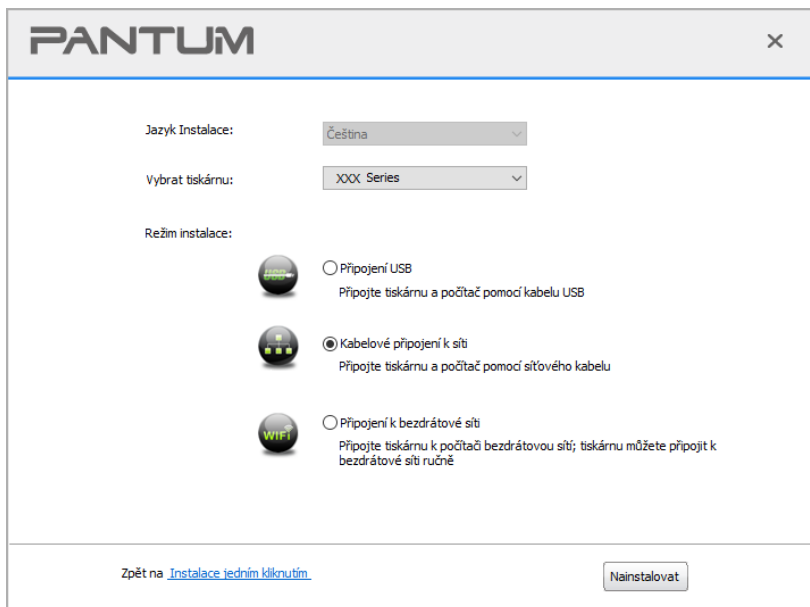 PANTUM
Jazyk Instalace:
Čeština
Vybrat tiskárnu:
XXX Series
Režim instalace:
USB
Připojení USB
Připojte tiskárnu a počítač pomocí kabelu USB
Kabelové připojení k síti
Připojte tiskárnu a počítač pomocí síťového kabelu
WiFi
Připojení k bezdrátové síti
Připojte tiskárnu k počítači bezdrátovou sítí; tiskárnu můžete připojit k
bezdrátové síti ručně
Zpět na Instalace jedním kliknutím
Nainstalovat